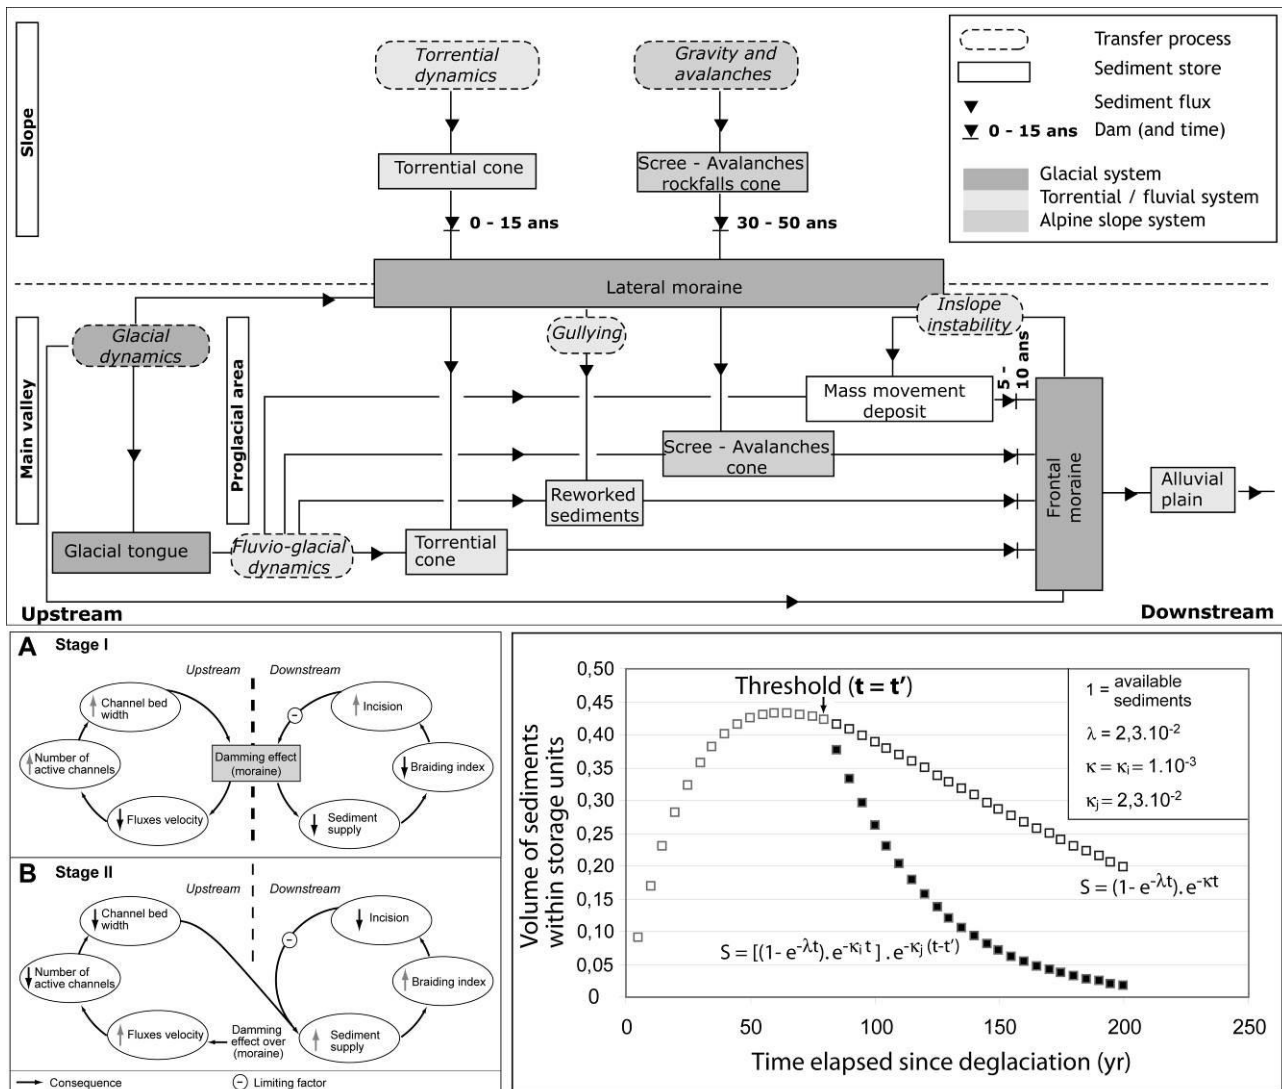 Slope
Torrential
dynamics
Gravity and
avalanches
Transfer process
Sediment store
Sediment flux
0 - 15 ans Dam (and time)
Glacial system
Torrential / fluvial system
Alpine slope system
Torrential cone
Scree - Avalanches
rockfalls cone
0 - 15 ans
30 - 50 ans
Lateral moraine
Main valley
Proglacial area
Glacial
dynamics
Gullying
Inslope
instability
Mass movement
deposit
5 -
10 ans
Scree - Avalanches
cone
Reworked
sediments
Frontal
moraine
Alluvial
plain
Glacial tongue
Fluvio-glacial
dynamics
Torrential
cone
Upstream
Downstream
A Stage I
Upstream
Downstream
Channel bed
width
Incision
Number of
active channels
Damming effect
(moraine)
Braiding index
Fluxes velocity
Sediment
supply
B Stage II
Upstream
Downstream
Channel bed
width
Incision
Number of
active channels
Braiding index
Fluxes velocity
Damming
effect over
(moraine)
Sediment
supply
Consequence
Limiting factor
Volume of sediments
within storage units
0,50
0,45
0,40
0,35
0,30
0,25
0,20
0,15
0,10
0,05
0
Threshold (t = t')
1 = available
sediments
λ = 2,3.10⁻²
κ = κᵢ = 1.10⁻³
κⱼ = 2,3.10⁻²
S = (1- e^-λt) . e^-κt
S = [(1- e^-λt) . e^-κᵢ t ] . e^-κⱼ (t-t')
0 50 100 150 200 250
Time elapsed since deglaciation (yr)